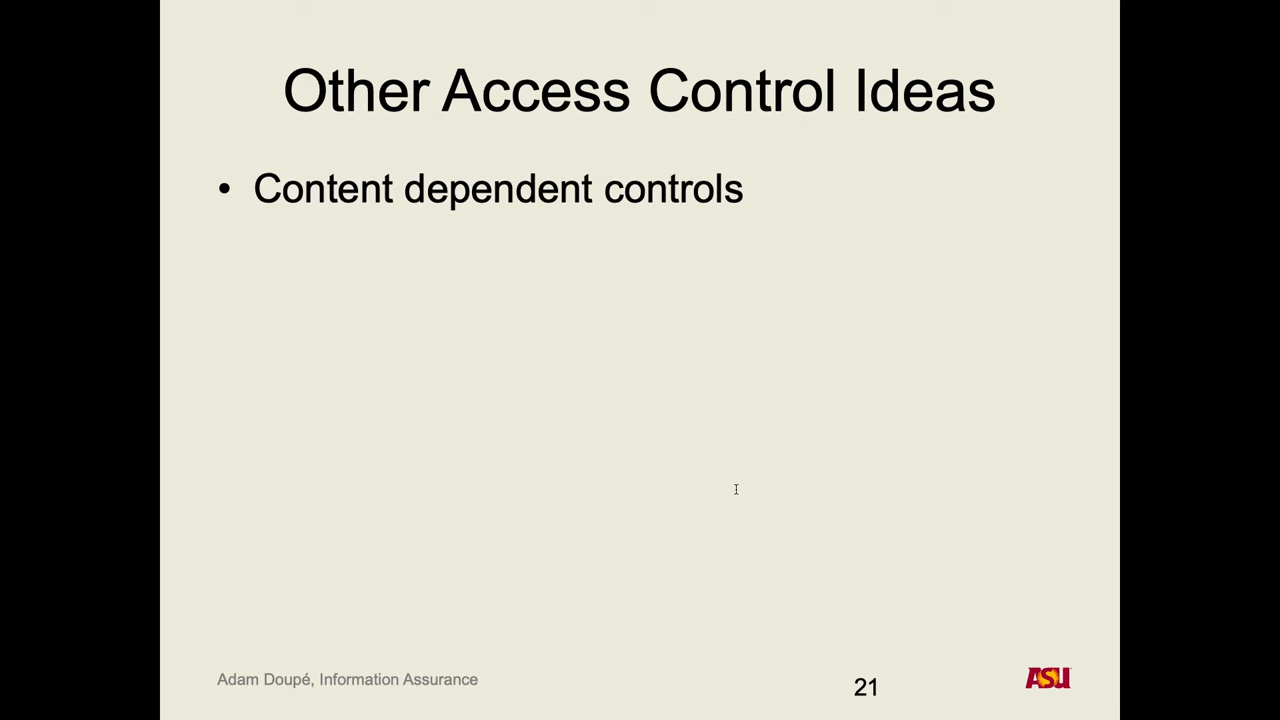 Other Access Control Ideas
• Content dependent controls
Adam Doupé, Information Assurance
21
ASU